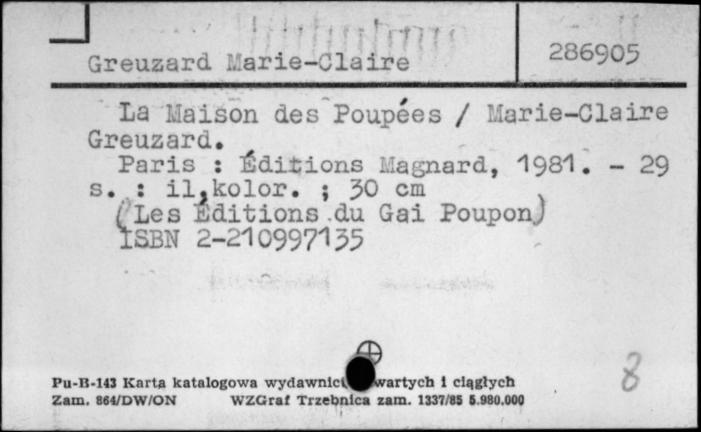 Greuzard Marie-Claire
286905
La Maison des Poupées / Marie-Claire
Greuzard.
Paris : Éditions Magnard, 1981. - 29
s. : il,kolor. ; 30 cm
(Les Éditions du Gai Poupon)
ISBN 2-210997135
8
Pu-B-143 Karta katalogowa wydawnict wartych i ciągłych
Zam. 864/DW/ON WZGraf Trzebnica zam. 1337/85 5.980.000